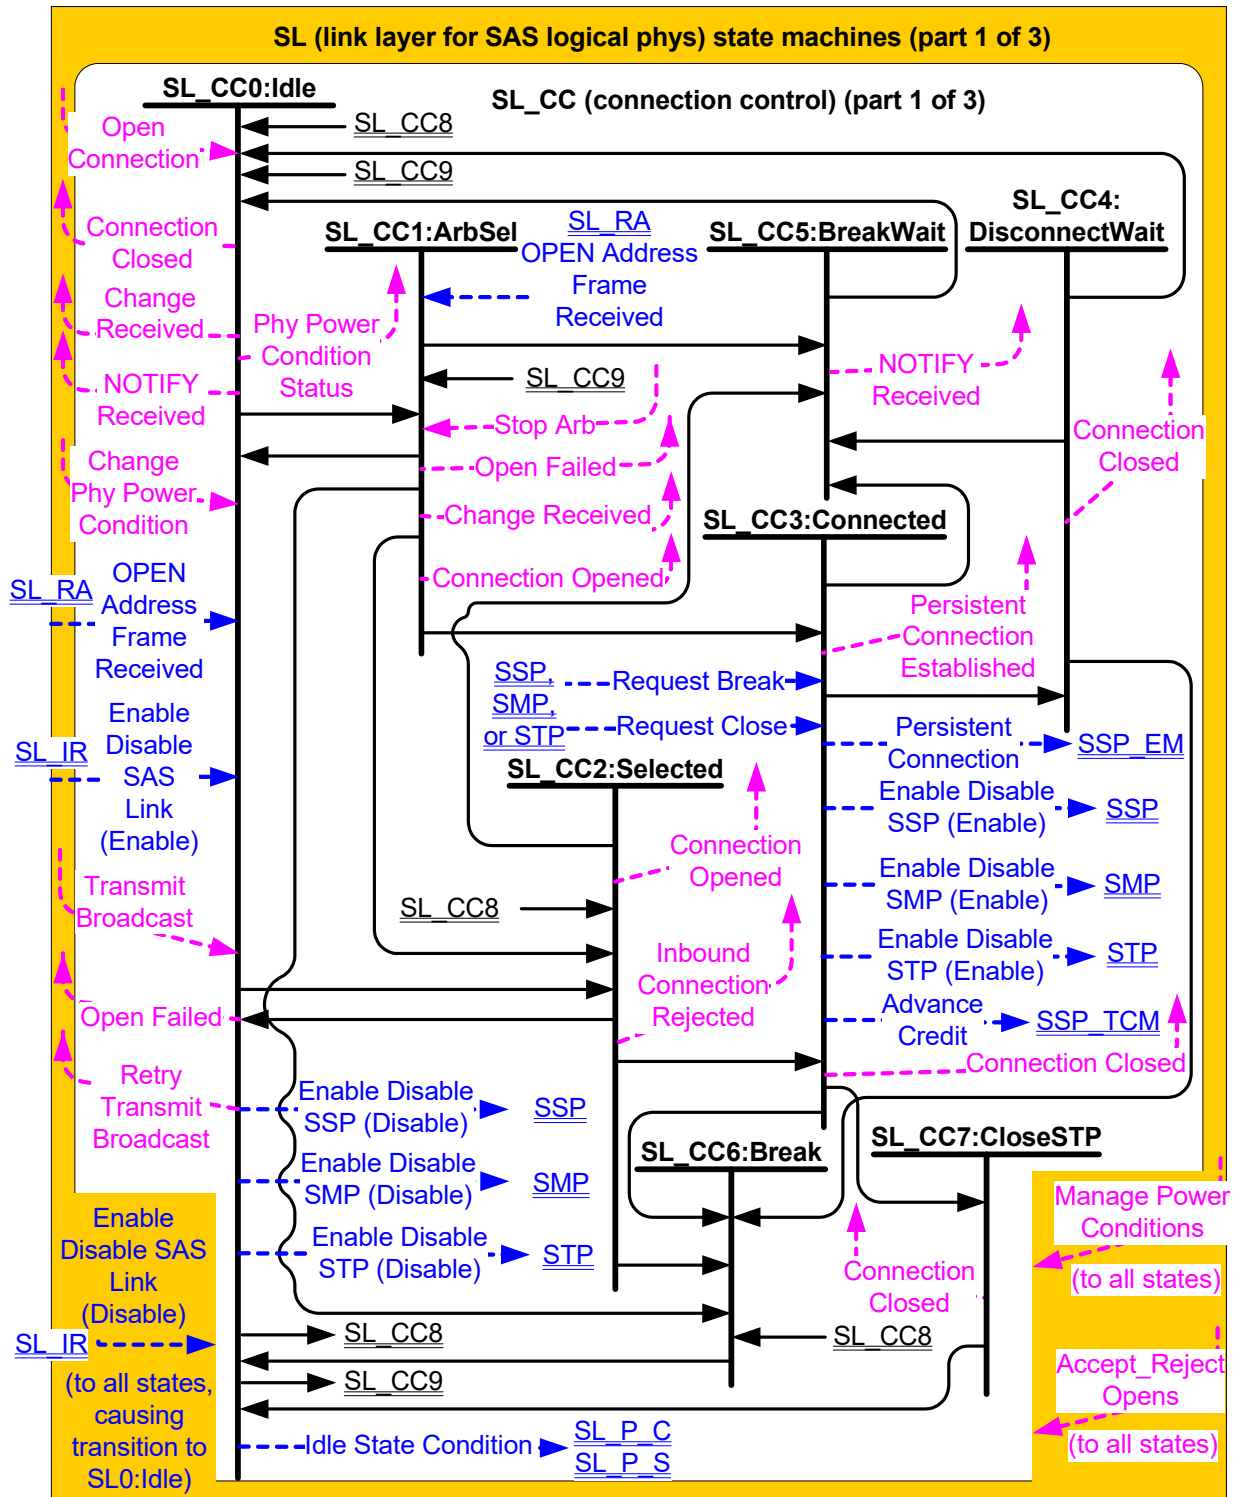 SL (link layer for SAS logical phys) state machines (part 1 of 3)
SL_CC0:Idle
SL_CC (connection control) (part 1 of 3)
Open
Connection
SL_CC8
SL_CC9
Connection
Closed
SL_CC1:ArbSel
SL_RA
OPEN Address
Frame
Received
SL_CC5:BreakWait
SL_CC4:
DisconnectWait
Change
Received
Phy Power
Condition
Status
NOTIFY
Received
NOTIFY
Received
SL_CC9
Stop Arb
Open Failed
Connection
Closed
Change
Phy Power
Condition
Change Received
SL_CC3:Connected
Connection Opened
SL_RA
OPEN
Address
Frame
Received
Persistent
Connection
Established
SSP,
SMP,
or STP
Request Break
Request Close
SL_IR
Enable
Disable
SAS
Link
(Enable)
Persistent
Connection
SSP_EM
SL_CC2:Selected
Enable Disable
SSP (Enable)
SSP
Connection
Opened
Transmit
Broadcast
Enable Disable
SMP (Enable)
SMP
SL_CC8
Inbound
Connection
Rejected
Enable Disable
STP (Enable)
STP
Open Failed
Advance
Credit
SSP_TCM
Connection Closed
Retry
Transmit
Broadcast
Enable Disable
SSP (Disable)
SSP
SL_CC6:Break
SL_CC7:CloseSTP
Enable Disable
SMP (Disable)
SMP
Manage Power
Conditions
(to all states)
Enable
Disable SAS
Link
(Disable)
SL_IR
(to all states,
causing
transition to
SL0:Idle)
Enable Disable
STP (Disable)
STP
Connection
Closed
SL_CC8
SL_CC8
SL_CC9
Accept_Reject
Opens
(to all states)
Idle State Condition
SL_P_C
SL_P_S